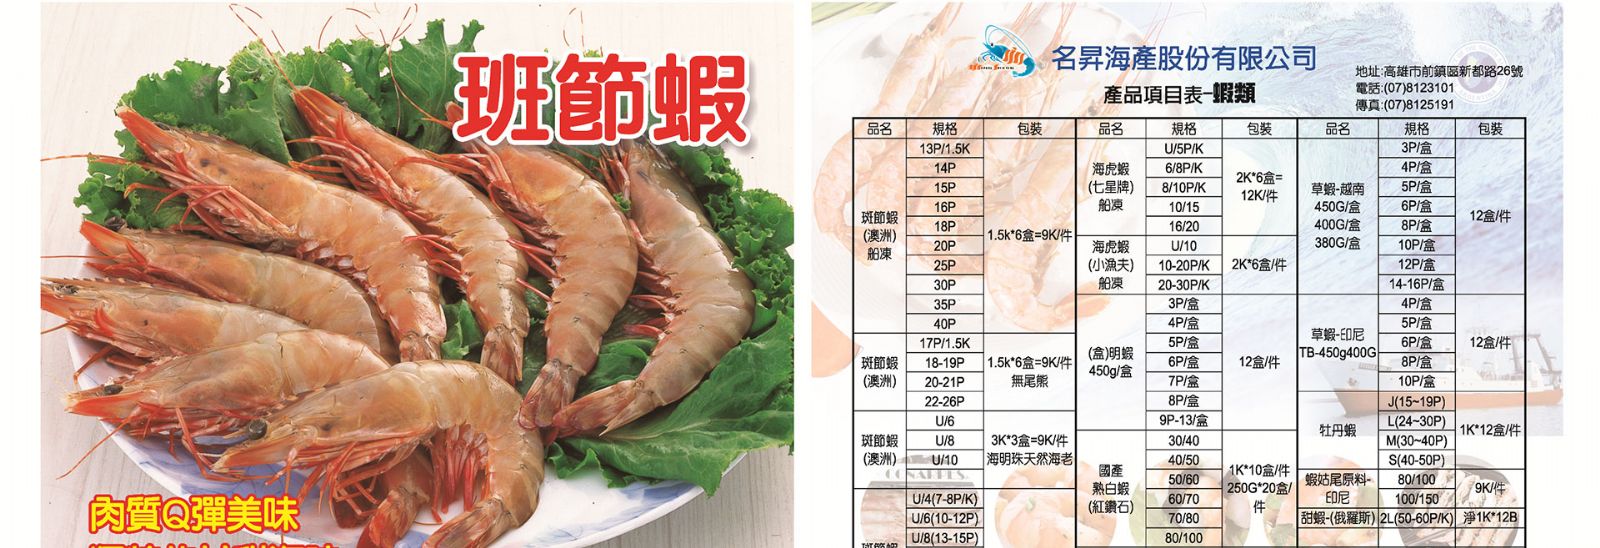 班節蝦
肉質Q彈美味
名昇海產股份有限公司
產品項目表-蝦類
地址:高雄市前鎮區新都路26號
電話:(07)8123101
傳真:(07)8125191
品名 規格 包裝
斑節蝦
(澳洲)
船凍
13P/1.5K
14P
15P
16P
18P
20P
25P
30P
35P
40P
1.5k*6盒=9K/件
斑節蝦
(澳洲)
17P/1.5K
18-19P
20-21P
22-26P
1.5k*6盒=9K/件
無尾熊
斑節蝦
(澳洲)
U/6
U/8
U/10
3K*3盒=9K/件
海明珠天然海老
斑節蝦
U/4(7-8P/K)
U/6(10-12P)
U/8(13-15P)
品名 規格 包裝
海虎蝦
(七星牌)
船凍
U/5P/K
6/8P/K
8/10P/K
10/15
16/20
2K*6盒=
12K/件
海虎蝦
(小漁夫)
船凍
U/10
10-20P/K
20-30P/K
2K*6盒/件
(盒)明蝦
450g/盒
3P/盒
4P/盒
5P/盒
6P/盒
7P/盒
8P/盒
9P-13/盒
12盒/件
國產
熟白蝦
(紅鑽石)
30/40
40/50
50/60
60/70
70/80
80/100
1K*10盒/件
250G*20盒/
件
品名 規格 包裝
草蝦-越南
450G/盒
400G/盒
380G/盒
3P/盒
4P/盒
5P/盒
6P/盒
8P/盒
10P/盒
12P/盒
14-16P/盒
12盒/件
草蝦-印尼
TB-450g400G
4P/盒
5P/盒
6P/盒
8P/盒
10P/盒
12盒/件
牡丹蝦
J(15~19P)
L(24~30P)
M(30~40P)
S(40-50P)
1K*12盒/件
蝦姑尾原料-
印尼
80/100
100/150
9K/件
甜蝦-(俄羅斯) 2L(50-60P/K) 淨1K*12B